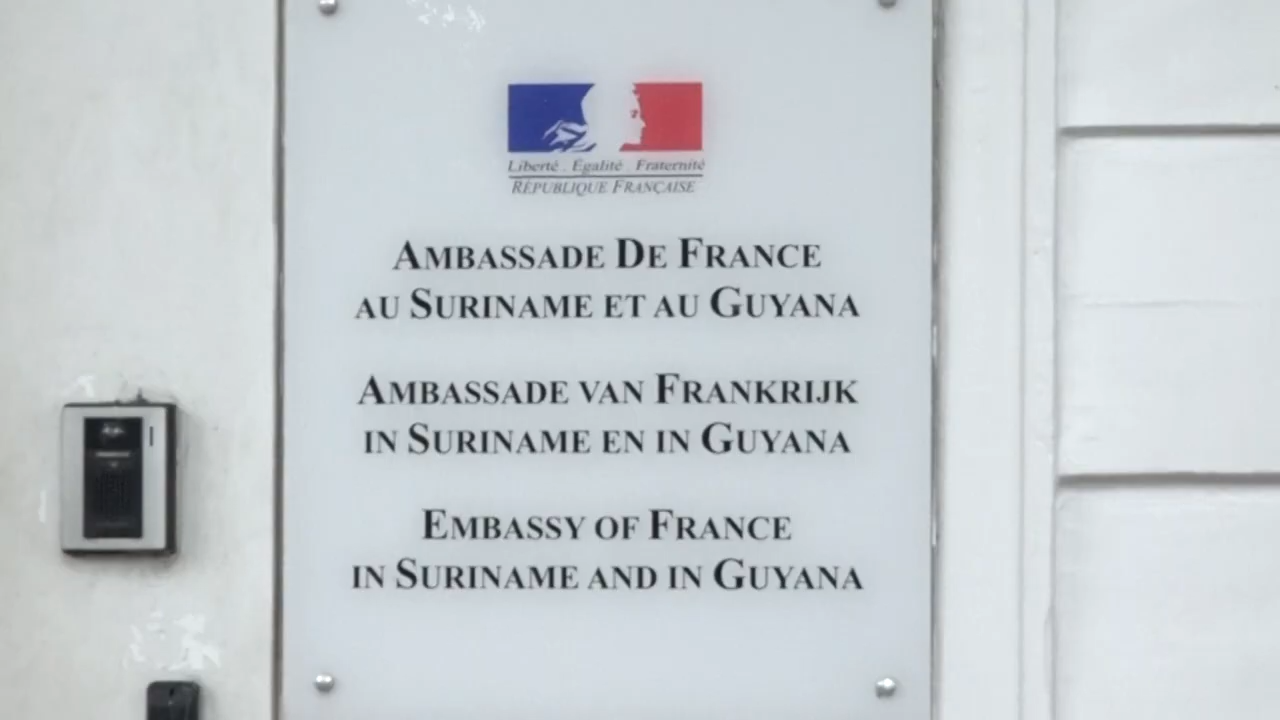 Liberté . Égalité . Fraternité
RÉPUBLIQUE FRANÇAISE
AMBASSADE DE FRANCE
AU SURINAME ET AU GUYANA
AMBASSADE VAN FRANKRIJK
IN SURINAME EN IN GUYANA
EMBASSY OF FRANCE
IN SURINAME AND IN GUYANA